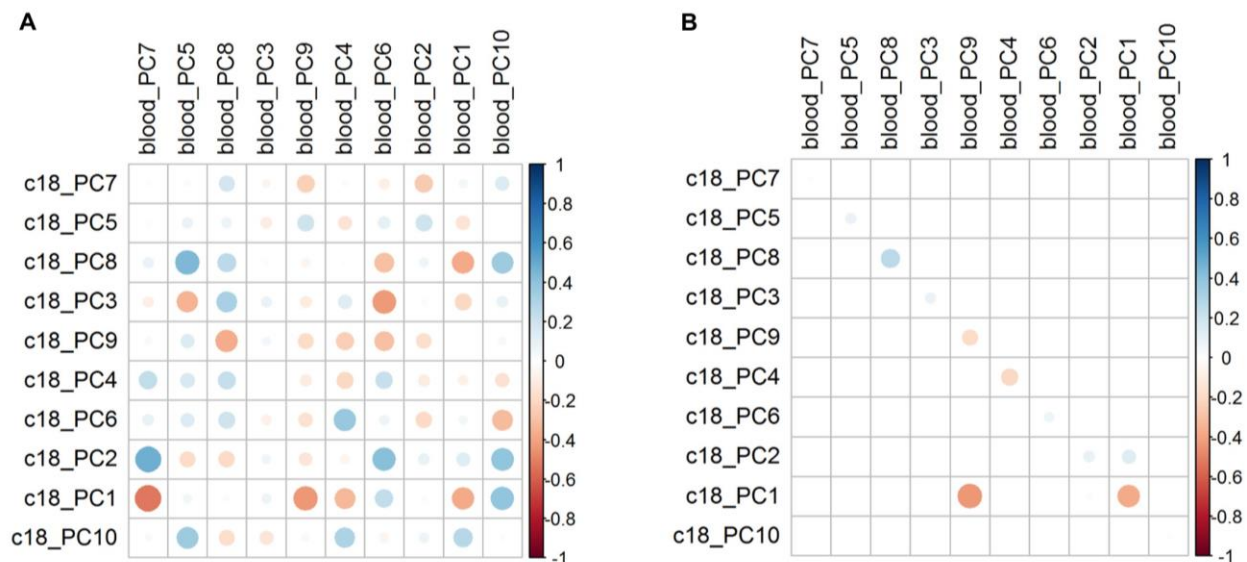 A
blood_PC7
blood_PC5
blood_PC8
blood_PC3
blood_PC9
blood_PC4
blood_PC6
blood_PC2
blood_PC1
blood_PC10
c18_PC7
c18_PC5
c18_PC8
c18_PC3
c18_PC9
c18_PC4
c18_PC6
c18_PC2
c18_PC1
c18_PC10
1
0.8
0.6
0.4
0.2
0
-0.2
-0.4
-0.6
-0.8
-1
B
blood_PC7
blood_PC5
blood_PC8
blood_PC3
blood_PC9
blood_PC4
blood_PC6
blood_PC2
blood_PC1
blood_PC10
c18_PC7
c18_PC5
c18_PC8
c18_PC3
c18_PC9
c18_PC4
c18_PC6
c18_PC2
c18_PC1
c18_PC10
1
0.8
0.6
0.4
0.2
0
-0.2
-0.4
-0.6
-0.8
-1